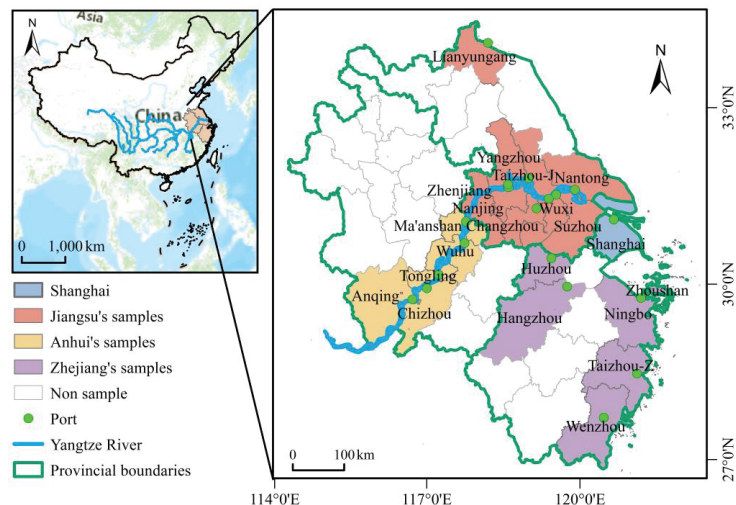 Asia
N
China
0 1,000 km
Shanghai
Jiangsu's samples
Anhui's samples
Zhejiang's samples
Non sample
Port
Yangtze River
Provincial boundaries
N
Lianyungang
Yangzhou
Taizhou-J
Zhenjiang
Nantong
Nanjing
Wuxi
Ma'anshan
Changzhou
Suzhou
Wuhu
Shanghai
Huzhou
Tongling
Anqing
Zhoushan
Chizhou
Hangzhou
Ningbo
Taizhou-Z
Wenzhou
0 100 km
33°0'N
30°0'N
27°0'N
114°0'E 117°0'E 120°0'E